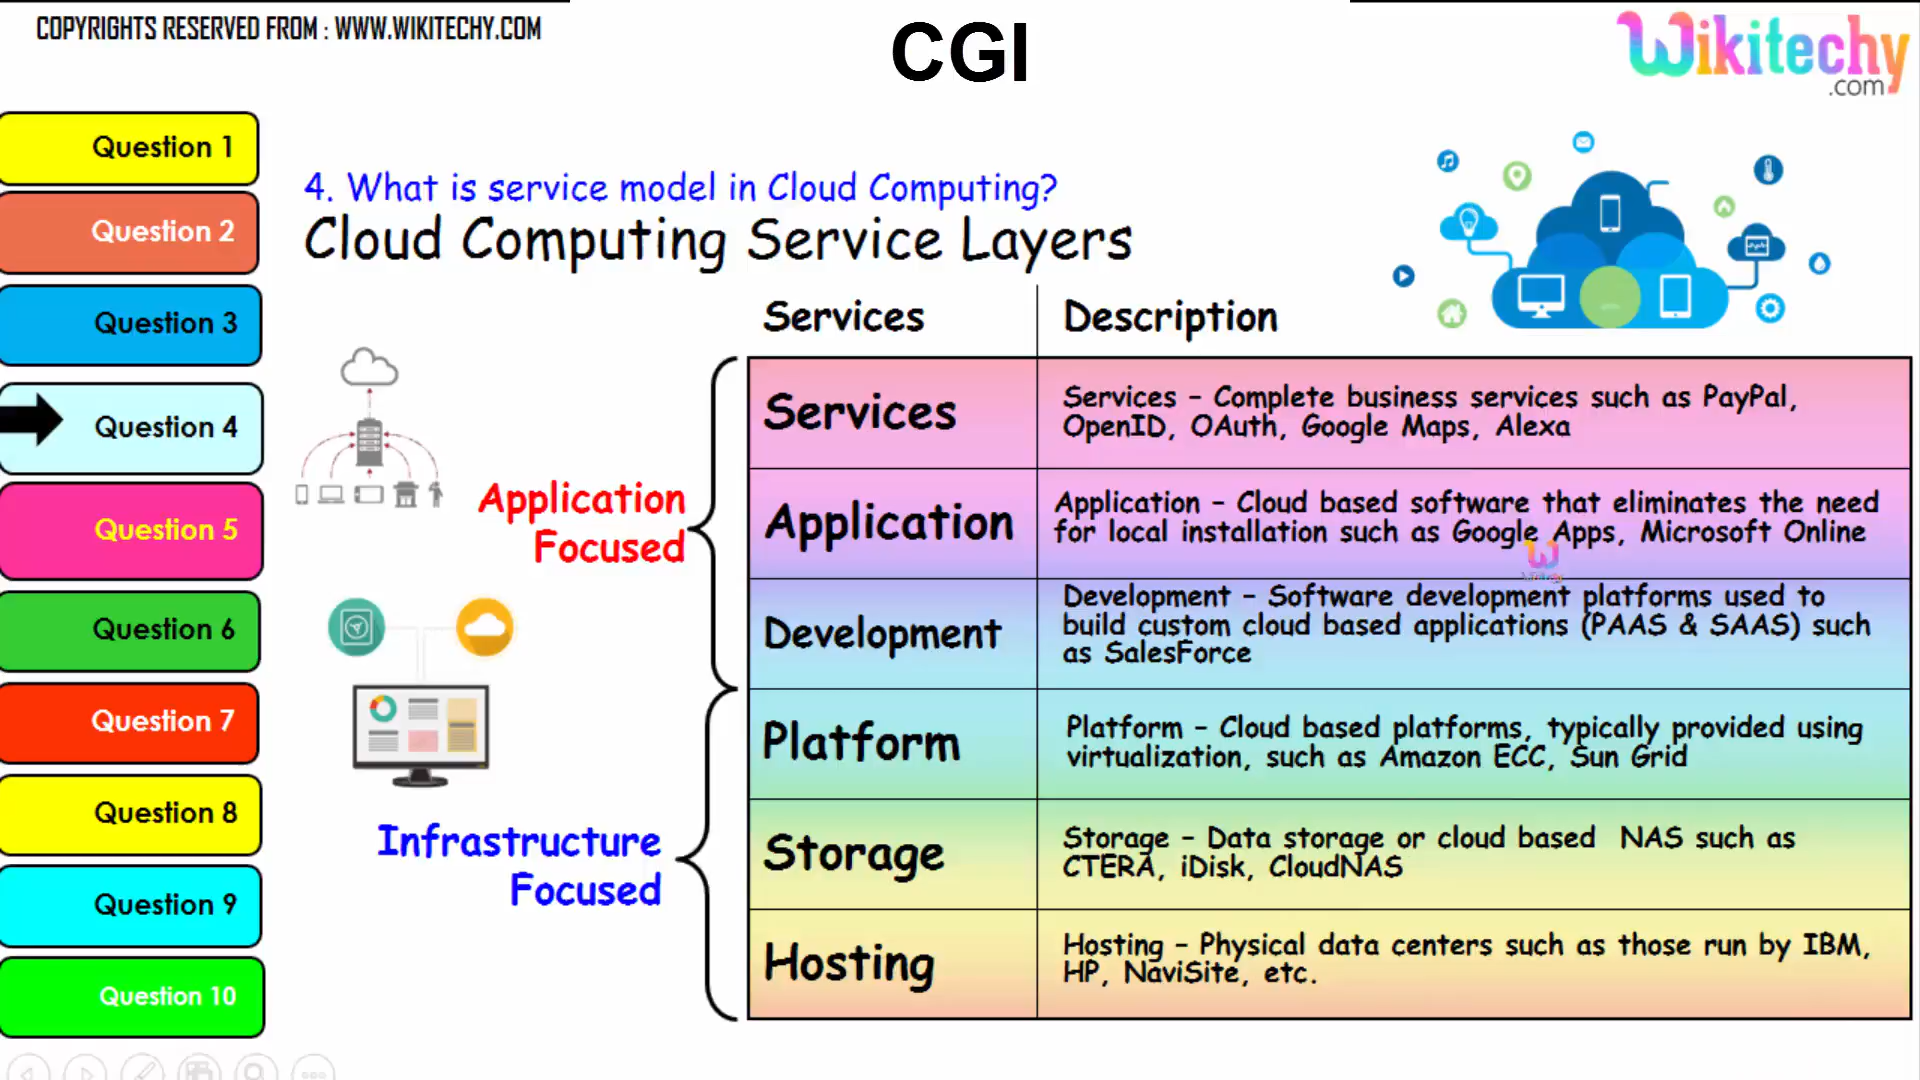 COPYRIGHTS RESERVED FROM : WWW.WIKITECHY.COM
CGI
Wikitechy
.com
Question 1
Question 2
Question 3
Question 4
Question 5
Question 6
Question 7
Question 8
Question 9
Question 10
4. What is service model in Cloud Computing?
Cloud Computing Service Layers
Services
Description
Application
Focused
Infrastructure
Focused
Services
Services – Complete business services such as PayPal,
OpenID, OAuth, Google Maps, Alexa
Application
Application – Cloud based software that eliminates the need
for local installation such as Google Apps, Microsoft Online
Development
Development – Software development platforms used to
build custom cloud based applications (PAAS & SAAS) such
as SalesForce
Platform
Platform – Cloud based platforms, typically provided using
virtualization, such as Amazon ECC, Sun Grid
Storage
Storage – Data storage or cloud based NAS such as
CTERA, iDisk, CloudNAS
Hosting
Hosting – Physical data centers such as those run by IBM,
HP, NaviSite, etc.